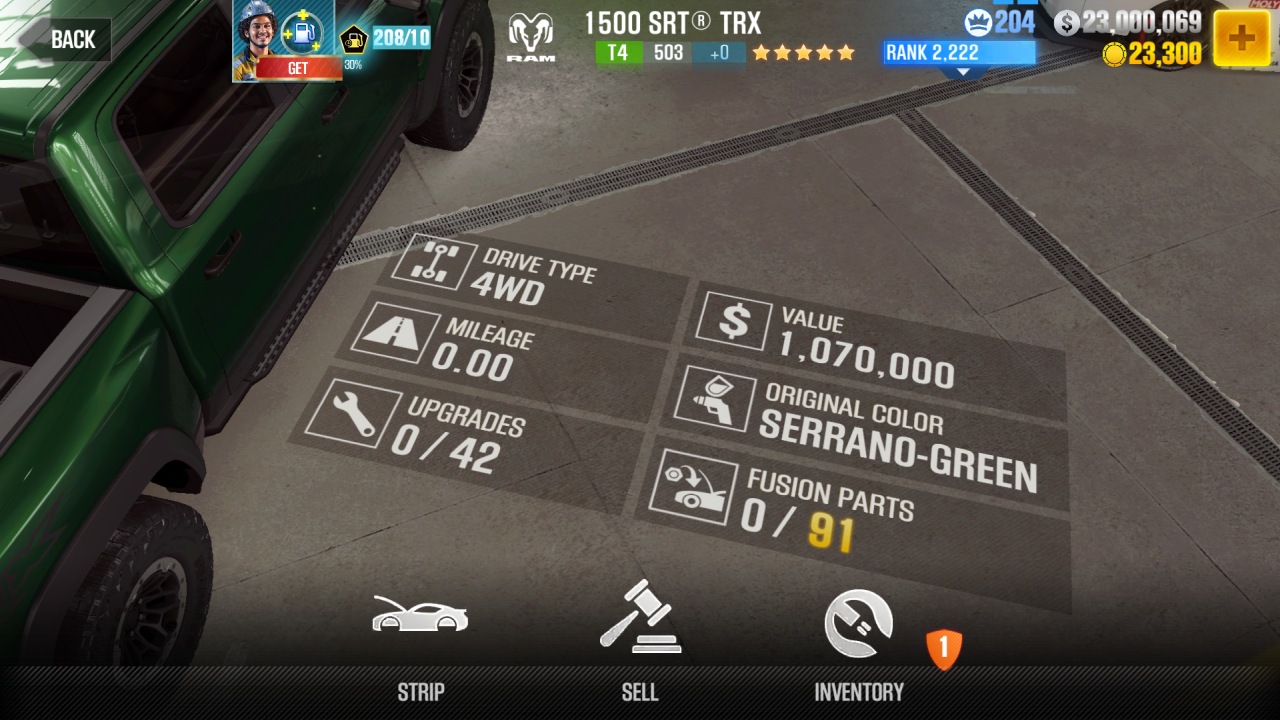 BACK
GET
30%
208/10
RAM
1500 SRT® TRX
T4 503 +0
204
RANK 2,222
$ 23,000,069
23,300
MOLY
DRIVE TYPE
4WD
MILEAGE
0.00
UPGRADES
0 / 42
$ VALUE
1,070,000
ORIGINAL COLOR
SERRANO-GREEN
FUSION PARTS
0 / 91
STRIP
SELL
INVENTORY
1